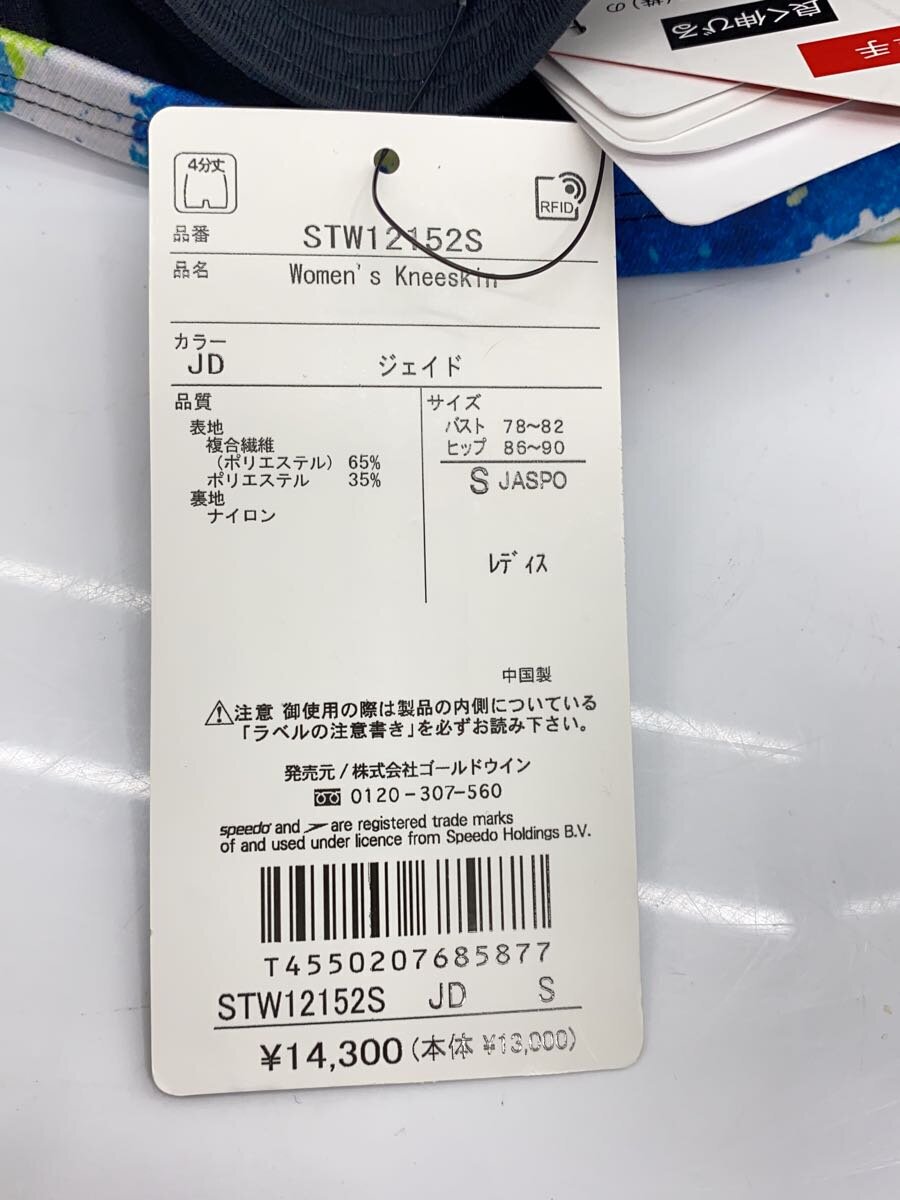 の
良く伸びる
手
4分丈
RFID
品番 STW12152S
品名 Women's Kneeskin
カラー
JD ジェイド
品質
表地
複合繊維
(ポリエステル) 65%
ポリエステル 35%
裏地
ナイロン
サイズ
バスト 78~82
ヒップ 86~90
S JASPO
レディス
中国製
注意 御使用の際は製品の内側についている
「ラベルの注意書き」を必ずお読み下さい。
発売元/株式会社ゴールドウイン
0120-307-560
speedo and are registered trade marks
of and used under licence from Speedo Holdings B.V.
T4550207685877
STW12152S JD S
¥14,300(本体 ¥13,000)